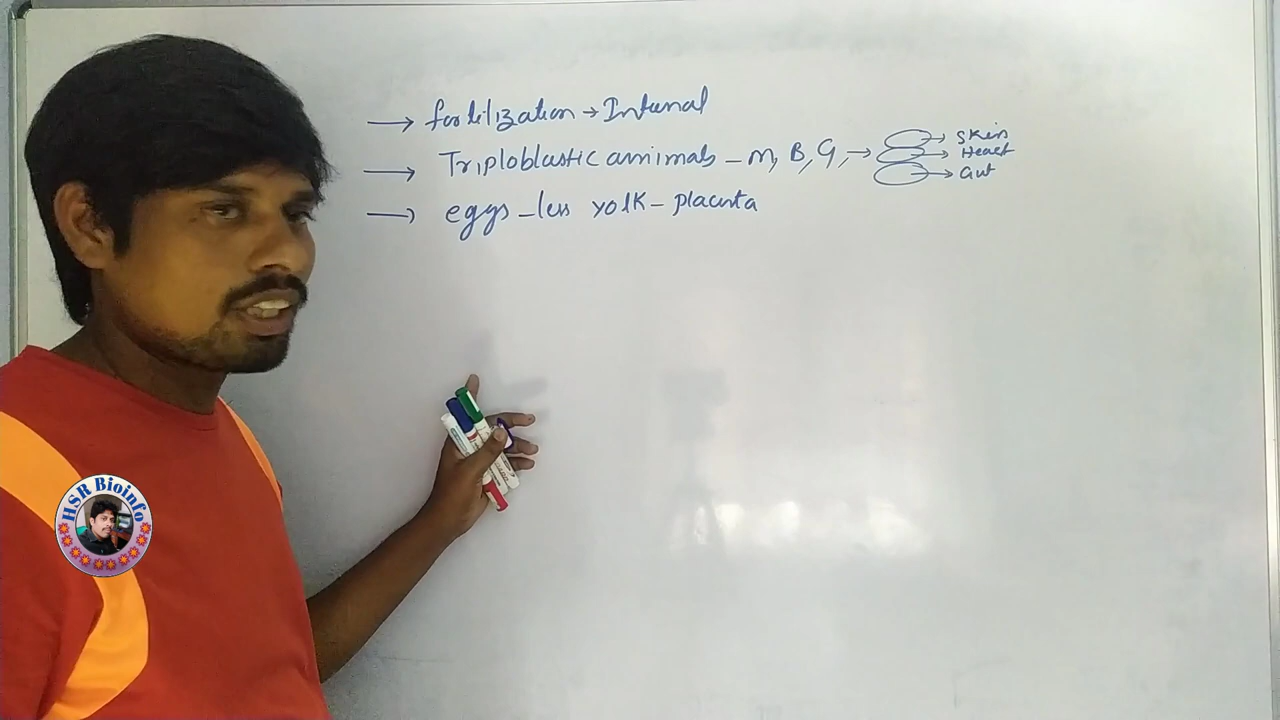 → fertilization → Internal
→ Triploblastic animals - M, B, G, → → Skin
→ Heart
→ Gut
→ eggs - less yolk - placenta
HSR Bioinfo